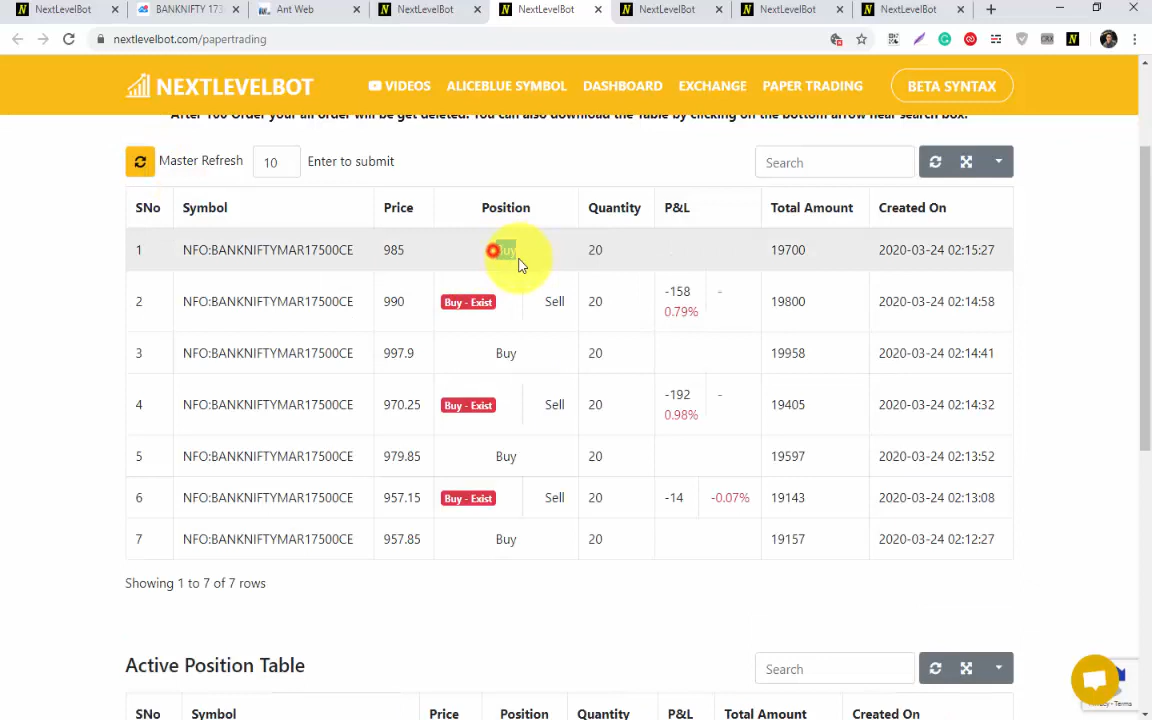 NextLevelBot
BANKNIFTY 173
Ant Web
NextLevelBot
NextLevelBot
NextLevelBot
NextLevelBot
NextLevelBot
nextlevelbot.com/papertrading
NEXTLEVELBOT
VIDEOS
ALICEBLUE SYMBOL
DASHBOARD
EXCHANGE
PAPER TRADING
BETA SYNTAX
After 100 Order your all order will be get deleted. You can also download the Table by clicking on the bottom arrow near search box.
Master Refresh 10 Enter to submit
Search
SNo Symbol Price Position Quantity P&L Total Amount Created On
1 NFO:BANKNIFTYMAR17500CE 985 Buy 20 19700 2020-03-24 02:15:27
2 NFO:BANKNIFTYMAR17500CE 990 Buy - Exist Sell 20 -158 0.79% - 19800 2020-03-24 02:14:58
3 NFO:BANKNIFTYMAR17500CE 997.9 Buy 20 19958 2020-03-24 02:14:41
4 NFO:BANKNIFTYMAR17500CE 970.25 Buy - Exist Sell 20 -192 0.98% - 19405 2020-03-24 02:14:32
5 NFO:BANKNIFTYMAR17500CE 979.85 Buy 20 19597 2020-03-24 02:13:52
6 NFO:BANKNIFTYMAR17500CE 957.15 Buy - Exist Sell 20 -14 -0.07% 19143 2020-03-24 02:13:08
7 NFO:BANKNIFTYMAR17500CE 957.85 Buy 20 19157 2020-03-24 02:12:27
Showing 1 to 7 of 7 rows
Active Position Table
Search
SNo Symbol Price Position Quantity P&L Total Amount Created On
Privacy - Terms